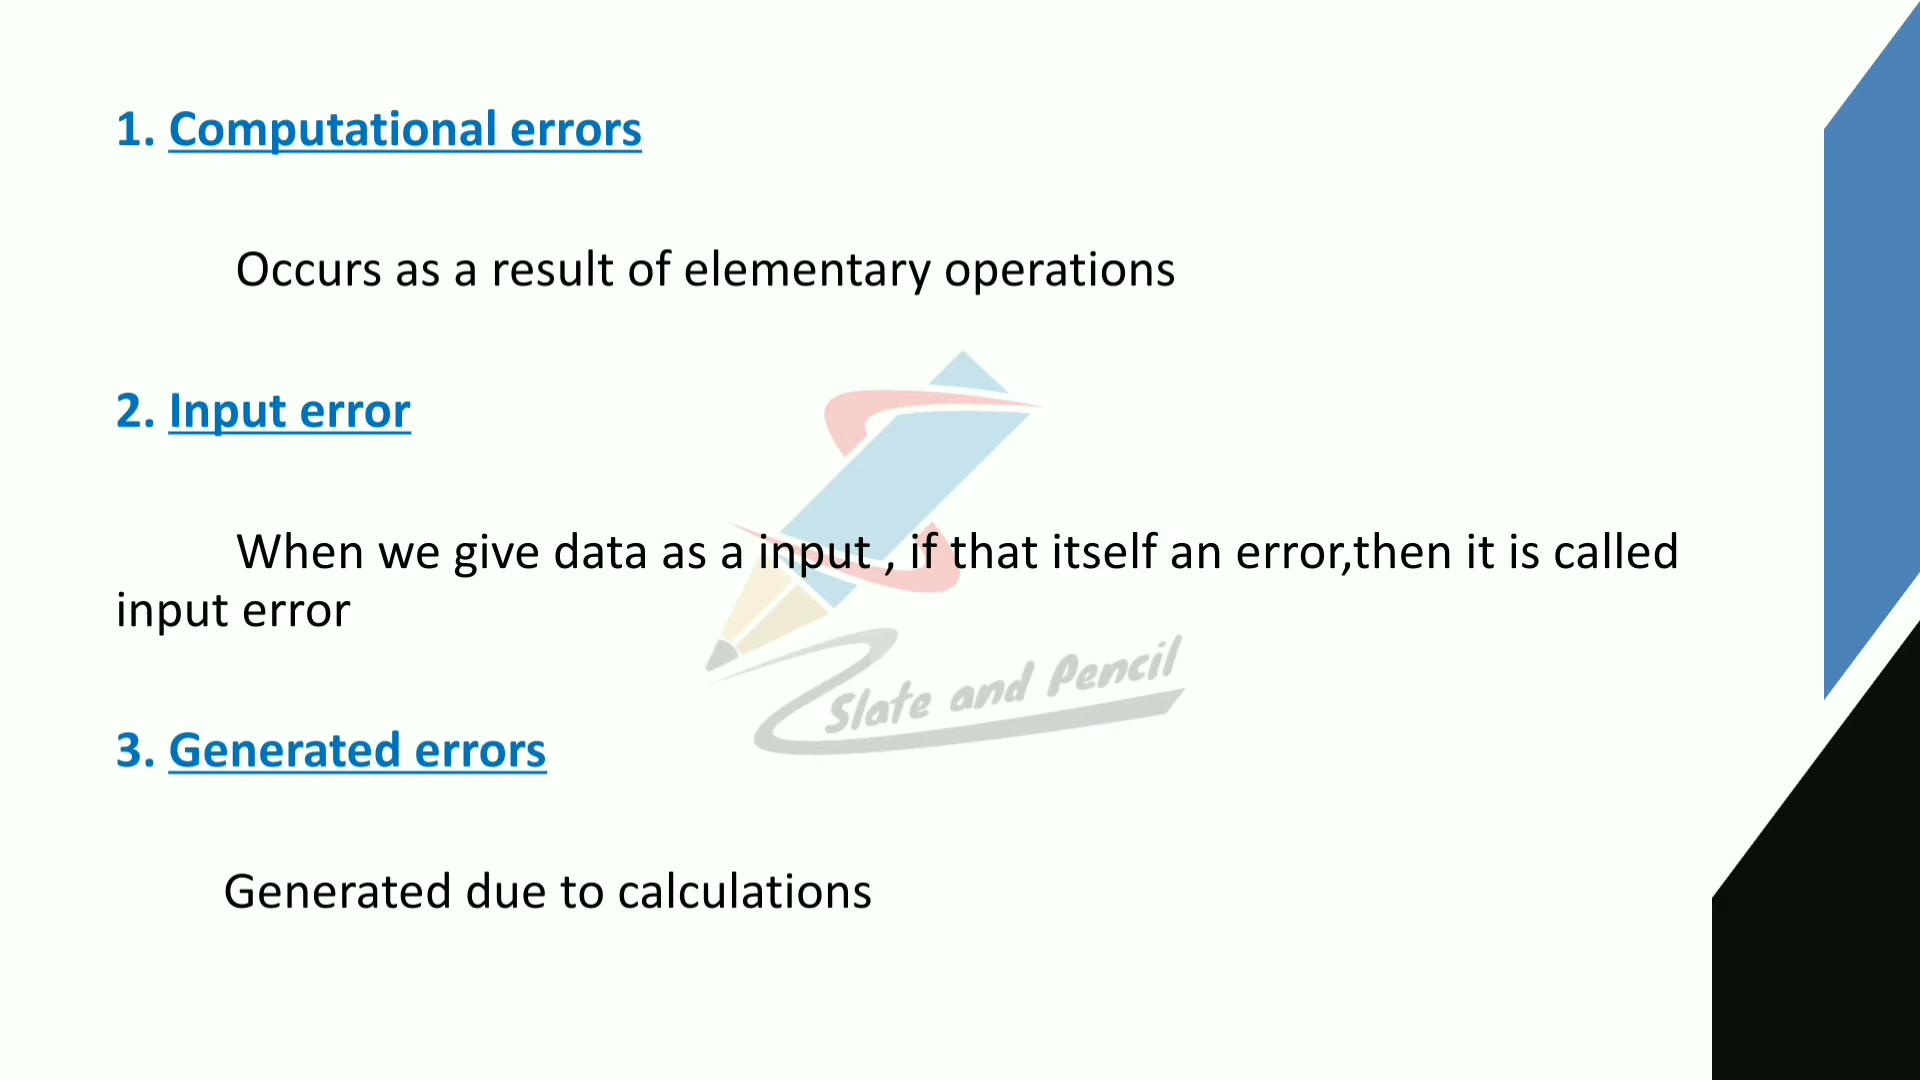 1. Computational errors
Occurs as a result of elementary operations
2. Input error
When we give data as a input , if that itself an error,then it is called
input error
Slate and Pencil
3. Generated errors
Generated due to calculations